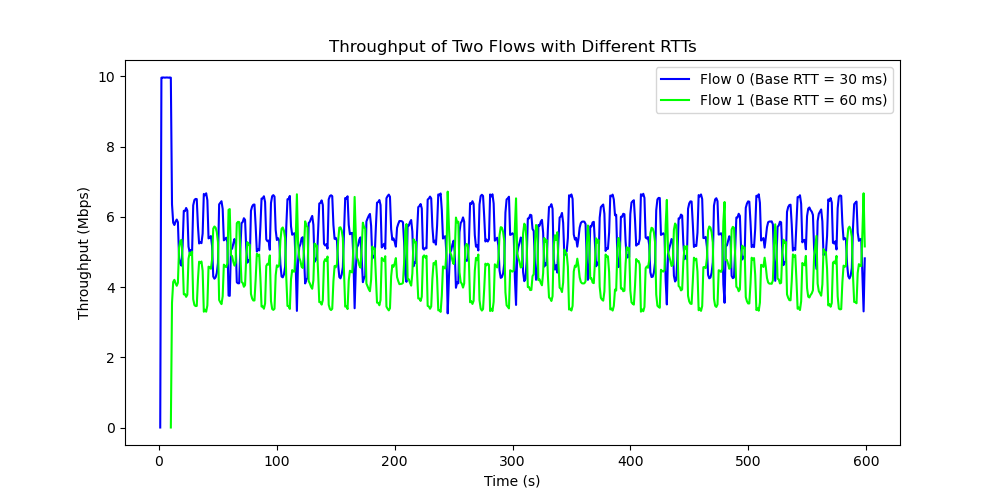 Throughput of Two Flows with Different RTTs
Flow 0 (Base RTT = 30 ms)
Flow 1 (Base RTT = 60 ms)
Throughput (Mbps)
10
8
6
4
2
0
0 100 200 300 400 500 600
Time (s)